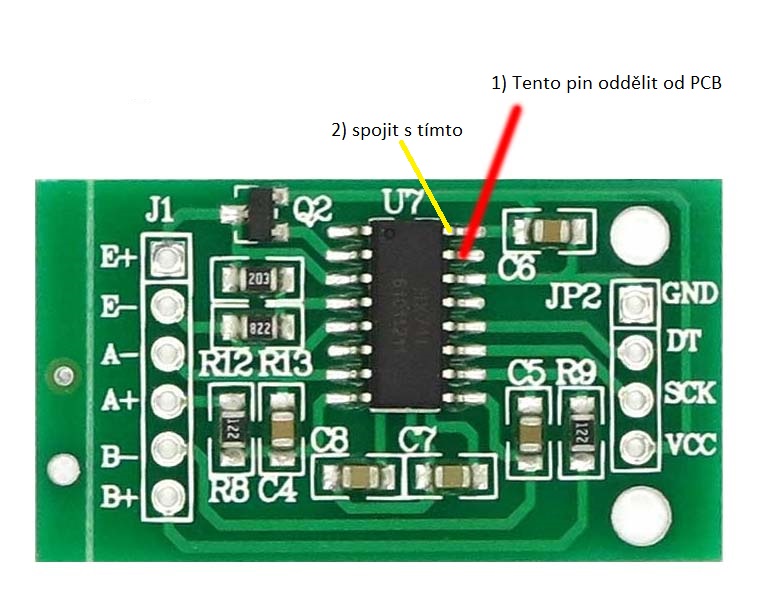 1) Tento pin oddělit od PCB
2) spojit s tímto
J1
Q2
U7
E+
203
C6
JP2
GND
E-
822
DT
A-
R12 R13
C5 R9
SCK
A+
122
122
C8
C7
VCC
B-
R8 C4
B+